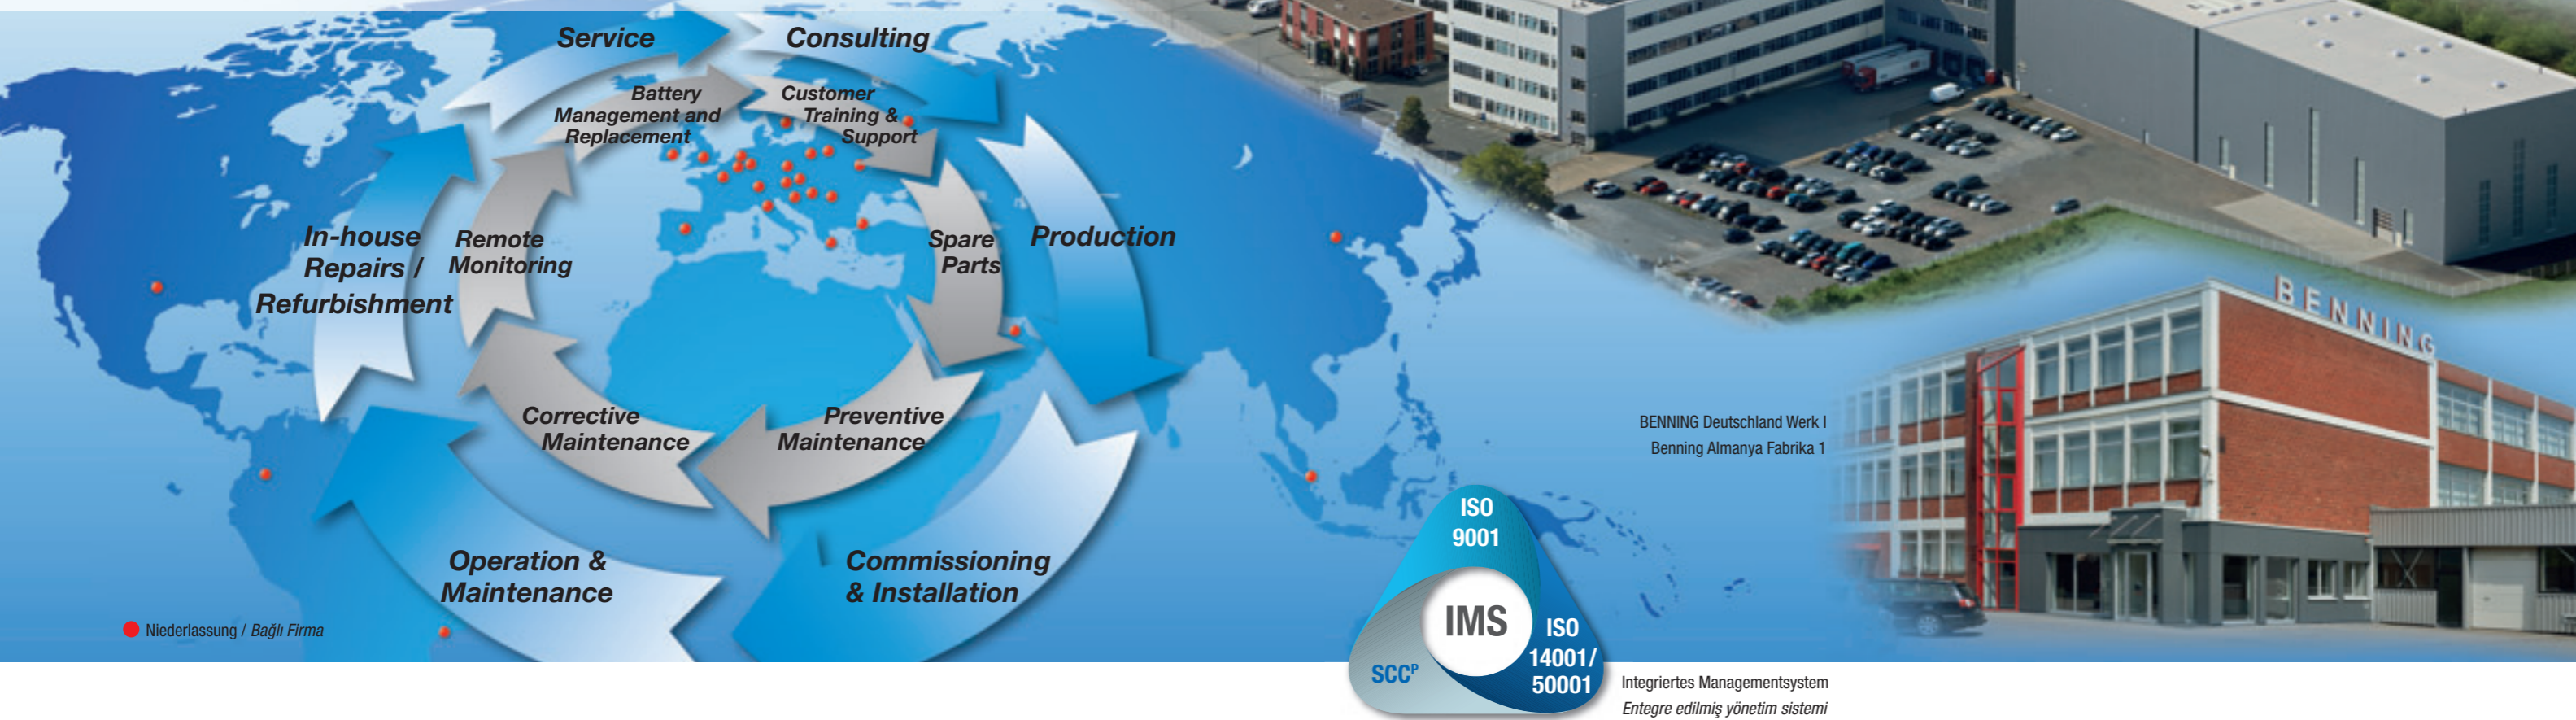 Service
Consulting
Battery
Management and
Replacement
Customer
Training &
Support
In-house
Repairs /
Refurbishment
Remote
Monitoring
Spare
Parts
Production
Corrective
Maintenance
Preventive
Maintenance
Operation &
Maintenance
Commissioning
& Installation
Niederlassung / Bağlı Firma
BENNING
BENNING Deutschland Werk I
Benning Almanya Fabrika 1
ISO
9001
IMS
SCCP
ISO
14001/
50001
Integriertes Managementsystem
Entegre edilmiş yönetim sistemi